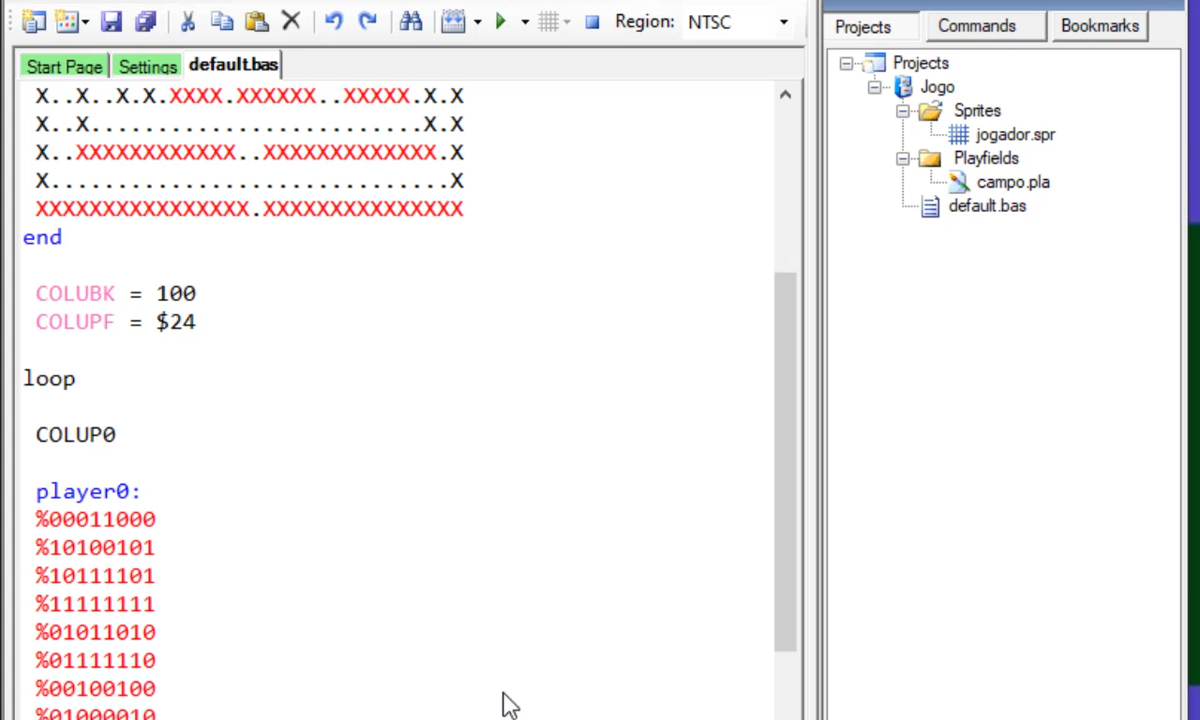 Region: NTSC
Start Page Settings default.bas
X..X..X.X.XXXX.XXXXXX..XXXXX.X.X
X..X.........................X.X
X..XXXXXXXXXXXX..XXXXXXXXXXXXX.X
X..............................X
XXXXXXXXXXXXXXXX.XXXXXXXXXXXXXXX
end
COLUBK = 100
COLUPF = $24
loop
COLUP0
player0:
%00011000
%10100101
%10111101
%11111111
%01011010
%01111110
%00100100
%01000010
Projects Commands Bookmarks
Projects
Jogo
Sprites
jogador.spr
Playfields
campo.pla
default.bas